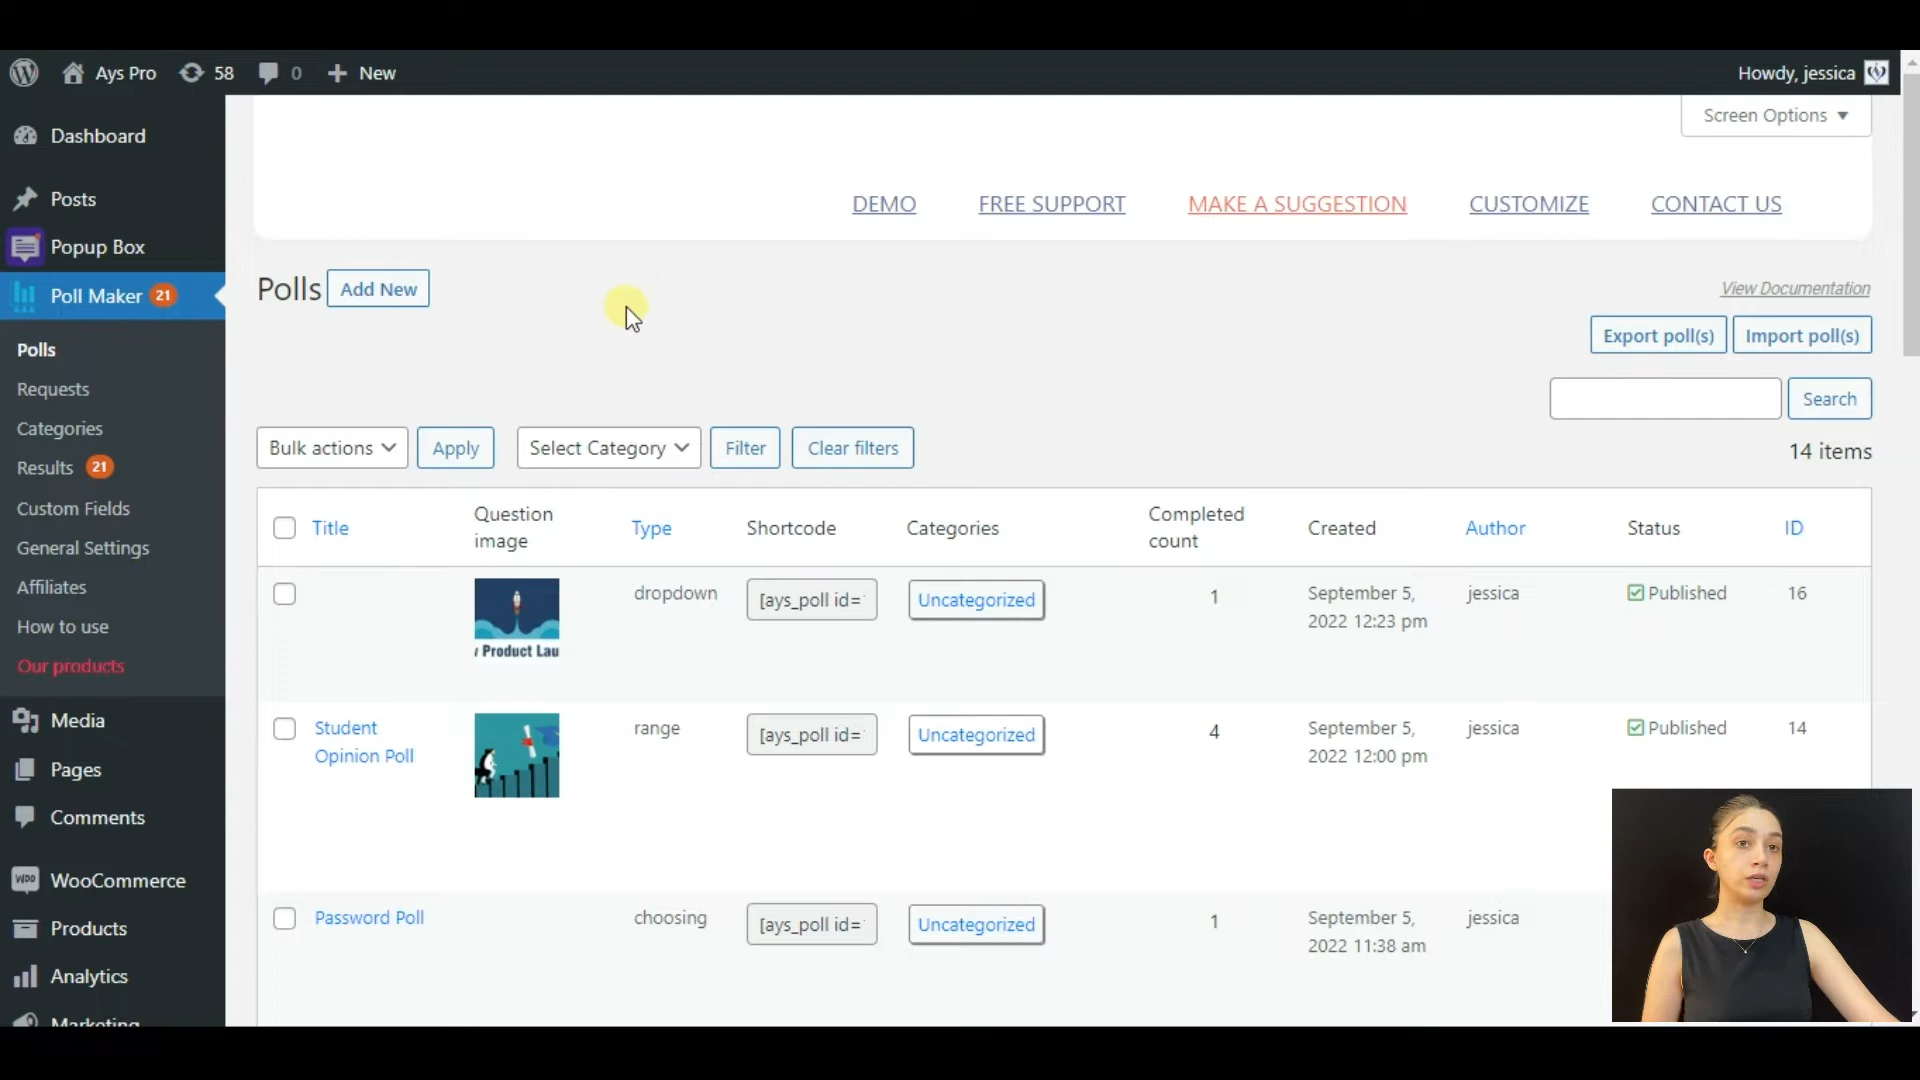 Ays Pro 58 0 New Howdy, jessica
Screen Options
DEMO FREE SUPPORT MAKE A SUGGESTION CUSTOMIZE CONTACT US
Dashboard
Posts
Popup Box
Poll Maker 21
Polls
Requests
Categories
Results 21
Custom Fields
General Settings
Affiliates
How to use
Our products
Media
Pages
Comments
WooCommerce
Products
Analytics
Marketing
Polls Add New
View Documentation
Export poll(s) Import poll(s)
Search
Bulk actions Apply Select Category Filter Clear filters 14 items
Title Question image Type Shortcode Categories Completed count Created Author Status ID
Product Lau
dropdown [ays_poll id= Uncategorized 1 September 5, 2022 12:23 pm jessica Published 16
Student Opinion Poll range [ays_poll id= Uncategorized 4 September 5, 2022 12:00 pm jessica Published 14
Password Poll choosing [ays_poll id= Uncategorized 1 September 5, 2022 11:38 am jessica